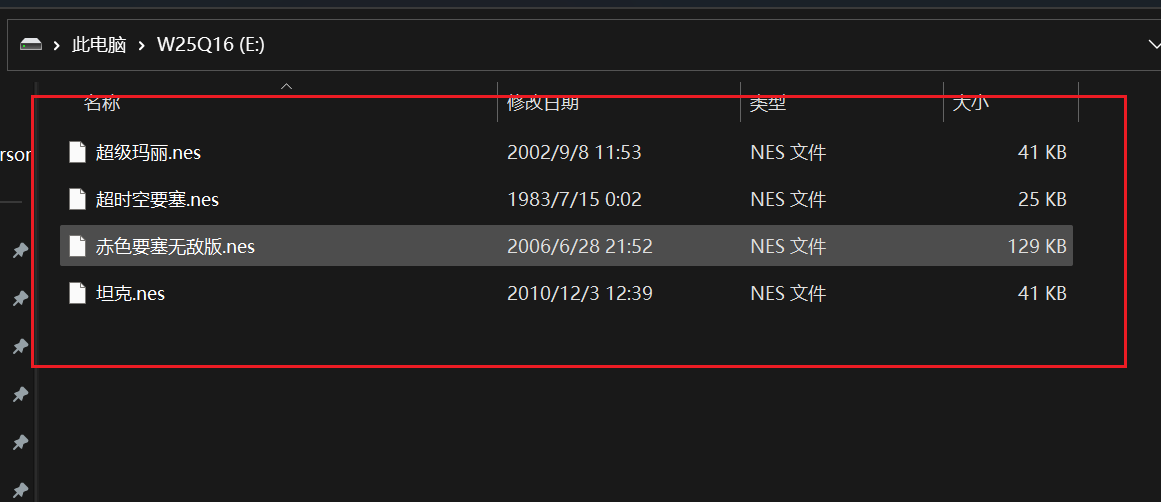 此电脑 › W25Q16 (E:)
名称 修改日期 类型 大小
超级玛丽.nes 2002/9/8 11:53 NES 文件 41 KB
超时空要塞.nes 1983/7/15 0:02 NES 文件 25 KB
赤色要塞无敌版.nes 2006/6/28 21:52 NES 文件 129 KB
坦克.nes 2010/12/3 12:39 NES 文件 41 KB